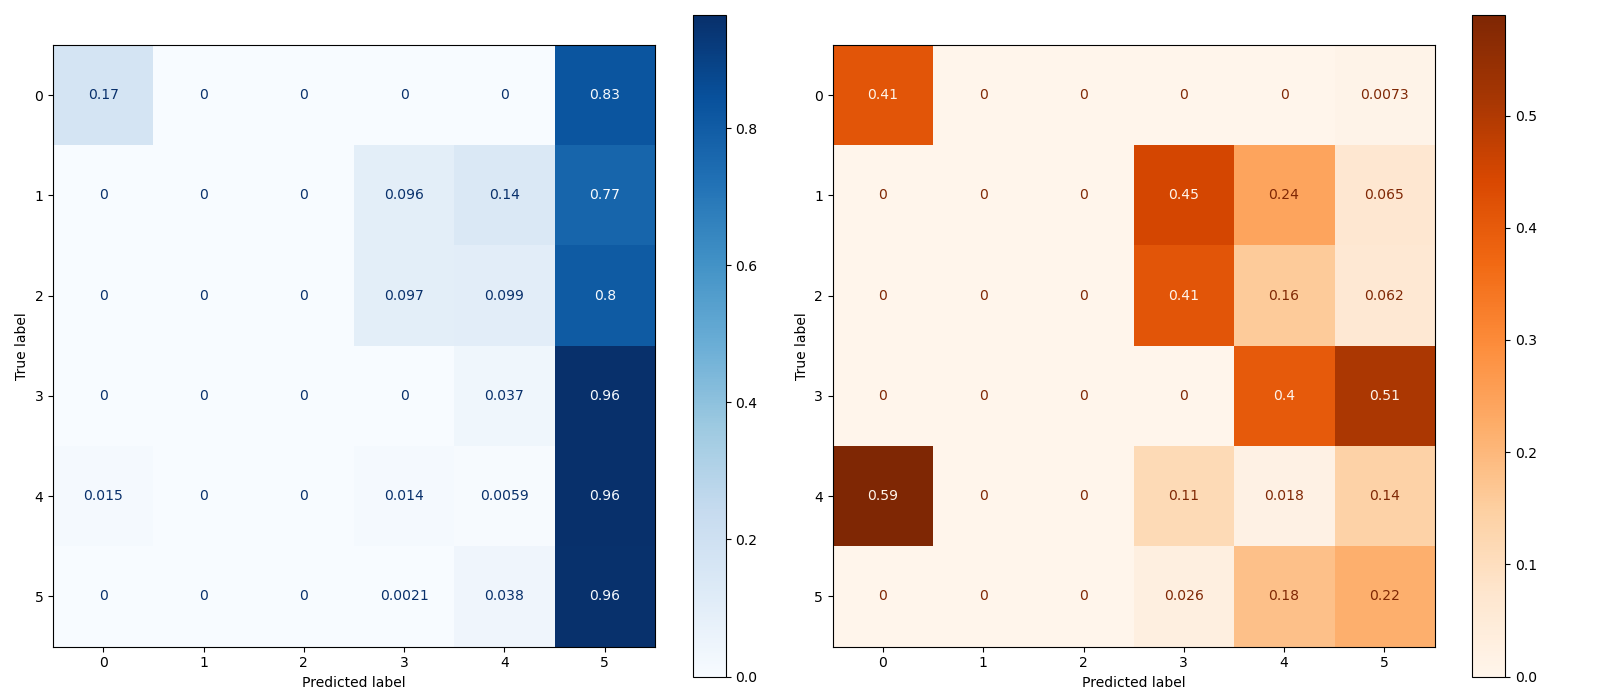 0 0.17 0 0 0 0 0.83
1 0 0 0 0.096 0.14 0.77
2 0 0 0 0.097 0.099 0.8
3 0 0 0 0 0.037 0.96
4 0.015 0 0 0.014 0.0059 0.96
5 0 0 0 0.0021 0.038 0.96
0 1 2 3 4 5
True label
Predicted label
0.8
0.6
0.4
0.2
0.0
0 0.41 0 0 0 0 0.0073
1 0 0 0 0.45 0.24 0.065
2 0 0 0 0.41 0.16 0.062
3 0 0 0 0 0.4 0.51
4 0.59 0 0 0.11 0.018 0.14
5 0 0 0 0.026 0.18 0.22
0 1 2 3 4 5
True label
Predicted label
0.5
0.4
0.3
0.2
0.1
0.0